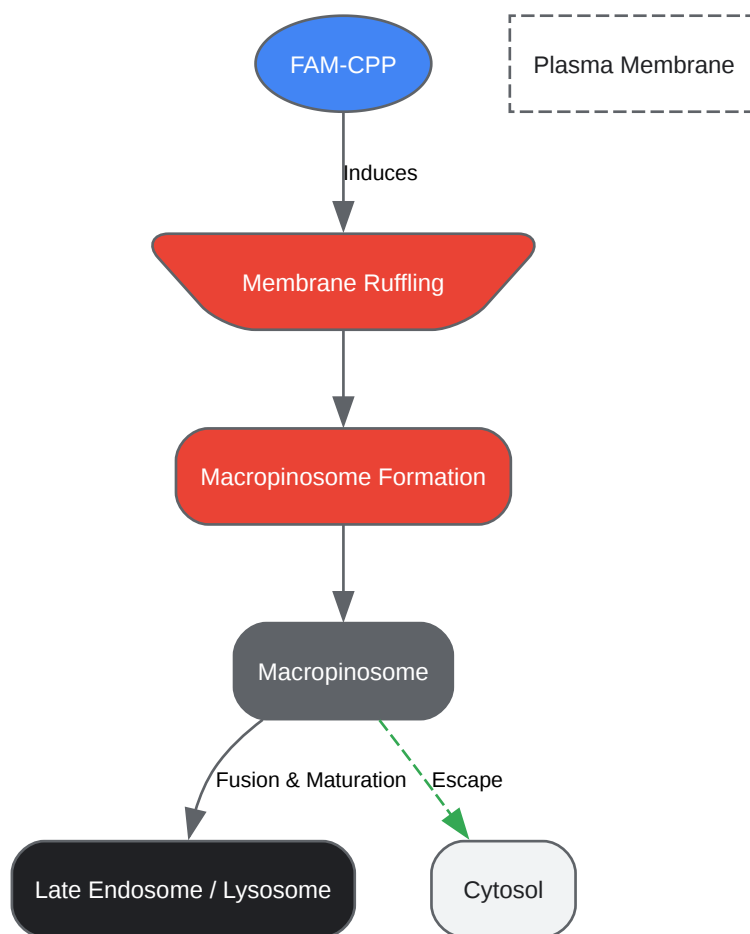 FAM-CPP
Plasma Membrane
Induces
Membrane Ruffling
Macropinosome Formation
Macropinosome
Fusion & Maturation
Escape
Late Endosome / Lysosome
Cytosol